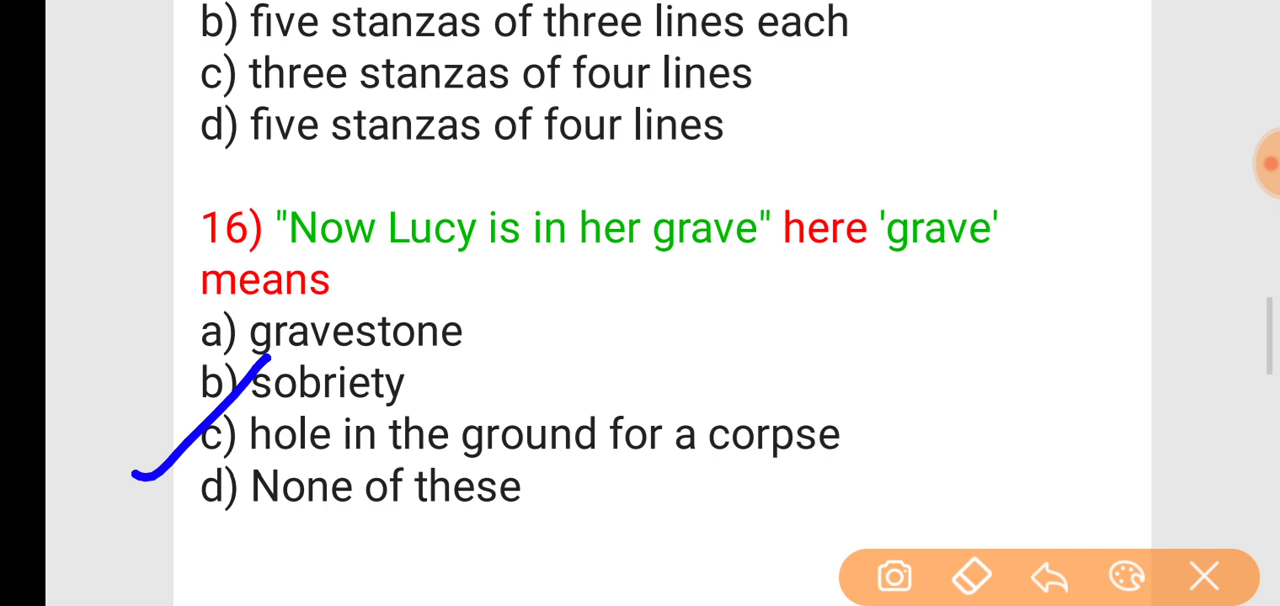 b) five stanzas of three lines each
c) three stanzas of four lines
d) five stanzas of four lines
16) "Now Lucy is in her grave" here 'grave'
means
a) gravestone
b) sobriety
c) hole in the ground for a corpse
d) None of these